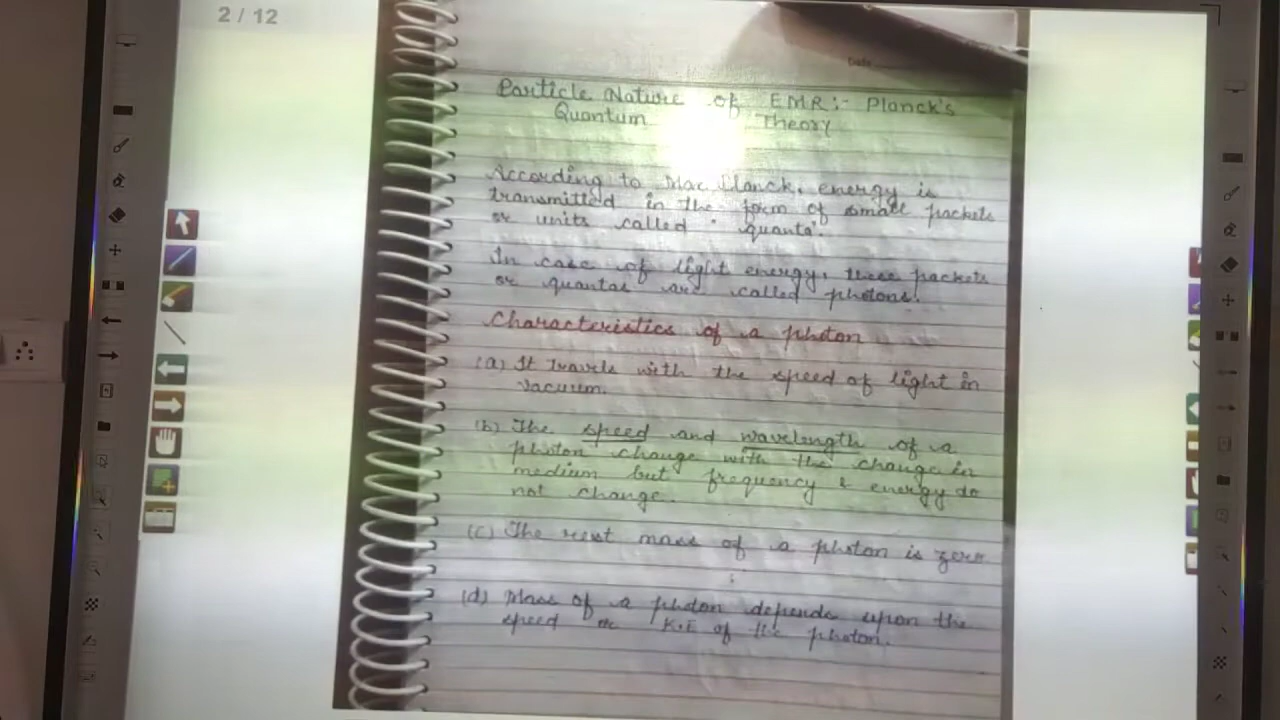 2 / 12
Date
Particle Nature of EMR:- Planck's
Quantum Theory
According to Max Planck, energy is
transmitted in the form of small packets
or units called "quanta".
In case of light energy, these packets
or quantas are called photons.
Characteristics of a photon
(a) It travels with the speed of light in
vacuum.
(b) The speed and wavelength of a
photon change with the change in
medium but frequency & energy do
not change.
(c) The rest mass of a photon is zero
(d) Mass of a photon depends upon the
speed or K.E of the photon.